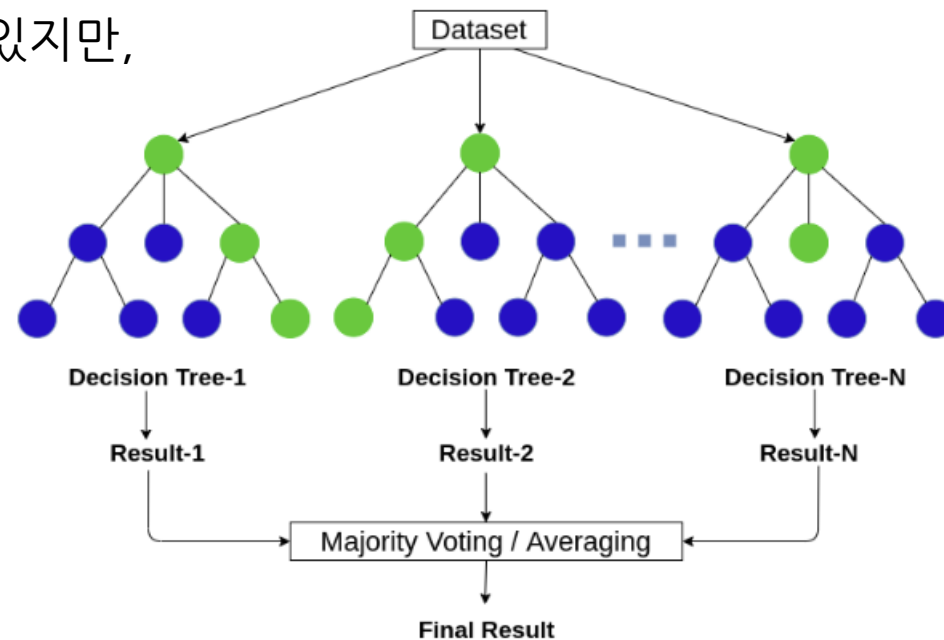 있지만,
Dataset
Decision Tree-1
Decision Tree-2
Decision Tree-N
Result-1
Result-2
Result-N
Majority Voting / Averaging
Final Result